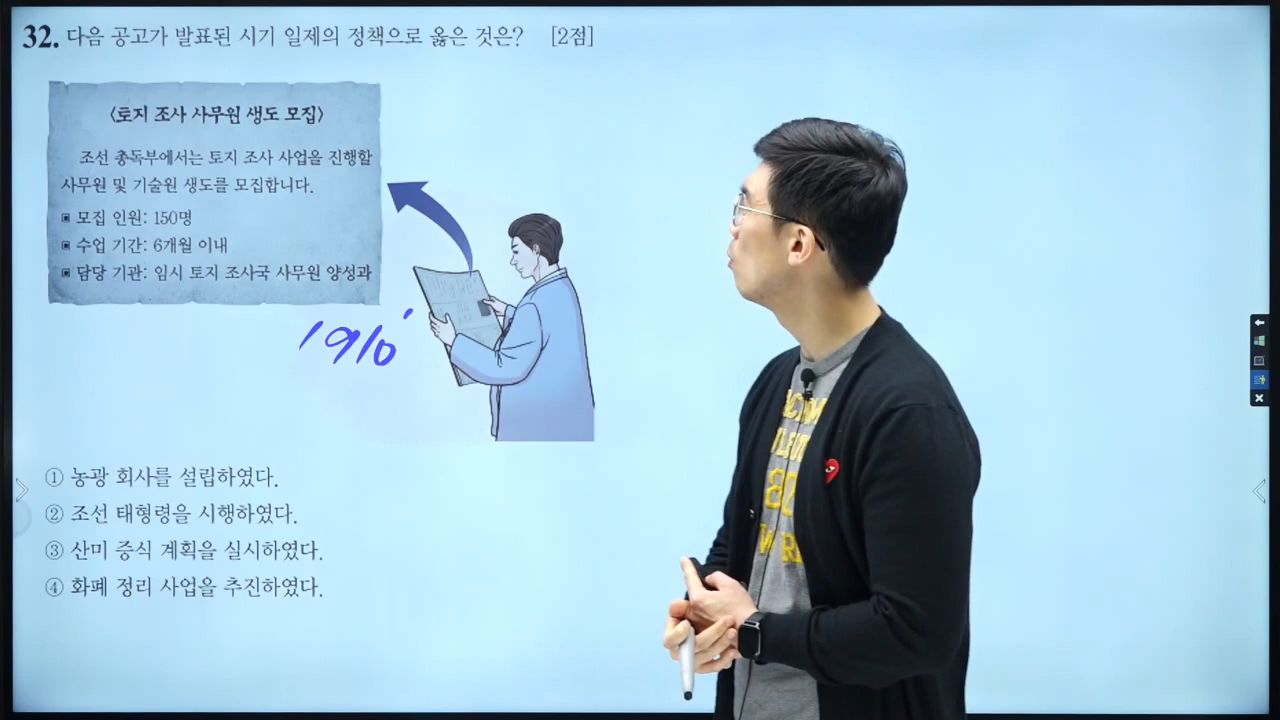 32. 다음 공고가 발표된 시기 일제의 정책으로 옳은 것은? [2점]
〈토지 조사 사무원 생도 모집〉
조선 총독부에서는 토지 조사 사업을 진행할
사무원 및 기술원 생도를 모집합니다.
▣ 모집 인원: 150명
▣ 수업 기간: 6개월 이내
▣ 담당 기관: 임시 토지 조사국 사무원 양성과
1910'
① 농광 회사를 설립하였다.
② 조선 태형령을 시행하였다.
③ 산미 증식 계획을 실시하였다.
④ 화폐 정리 사업을 추진하였다.